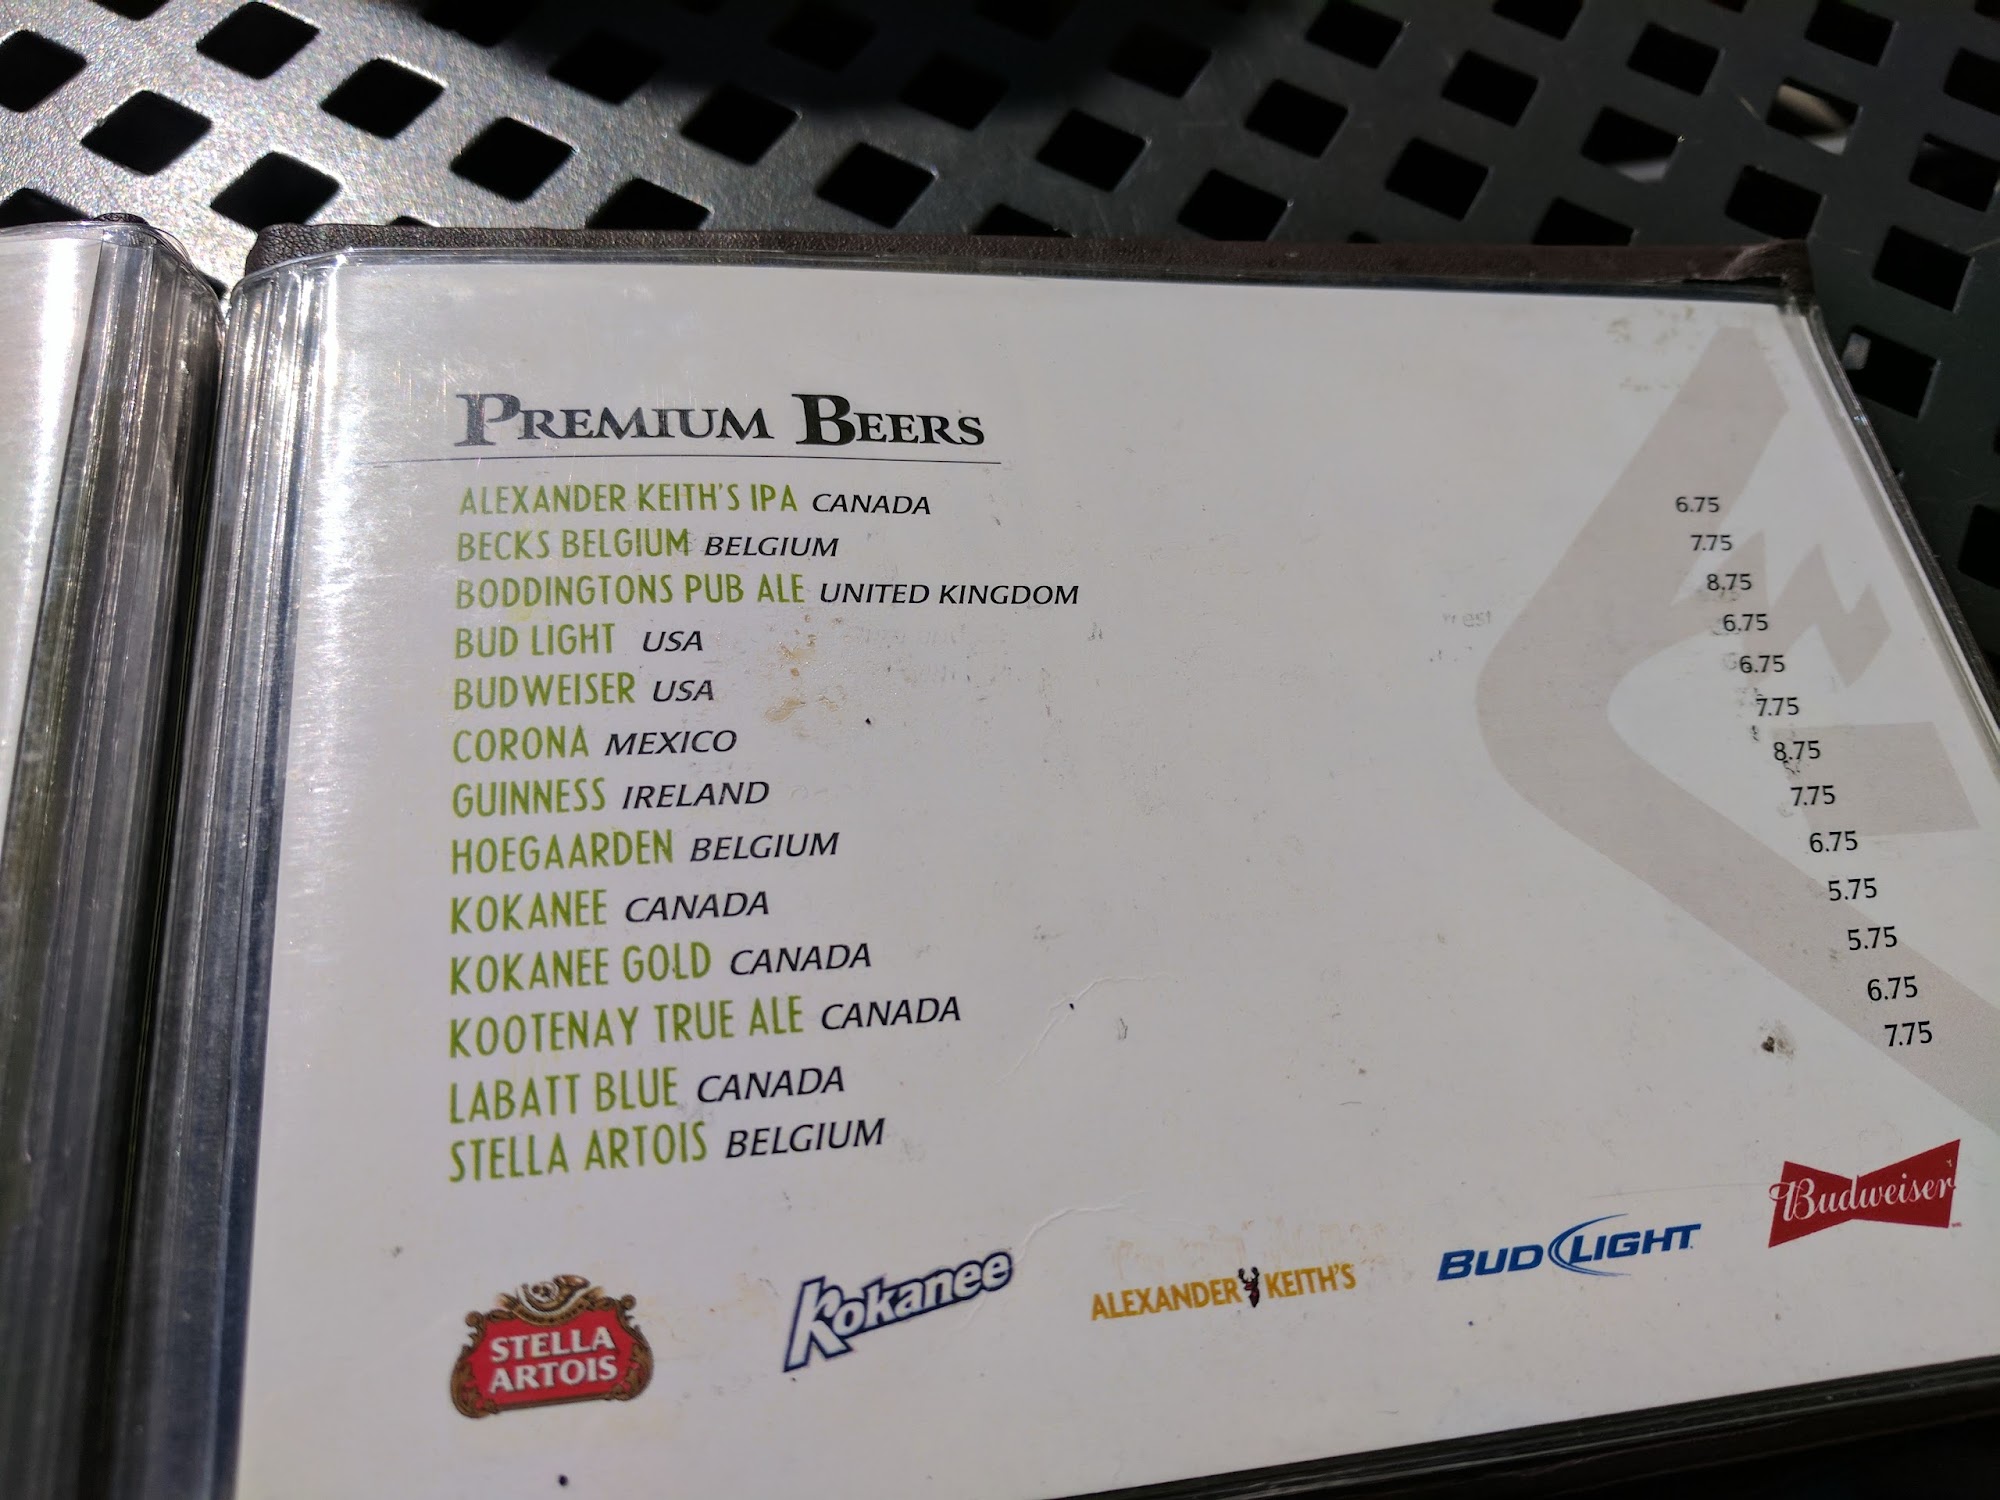 PREMIUM BEERS
ALEXANDER KEITH'S IPA CANADA 6.75
BECKS BELGIUM BELGIUM 7.75
BODDINGTONS PUB ALE UNITED KINGDOM 8.75
BUD LIGHT USA 6.75
BUDWEISER USA 6.75
CORONA MEXICO 7.75
GUINNESS IRELAND 8.75
HOEGAARDEN BELGIUM 7.75
KOKANEE CANADA 6.75
KOKANEE GOLD CANADA 5.75
KOOTENAY TRUE ALE CANADA 5.75
LABATT BLUE CANADA 6.75
STELLA ARTOIS BELGIUM 7.75
STELLA
ARTOIS
Kokanee
ALEXANDER KEITH'S
BUD LIGHT
Budweiser